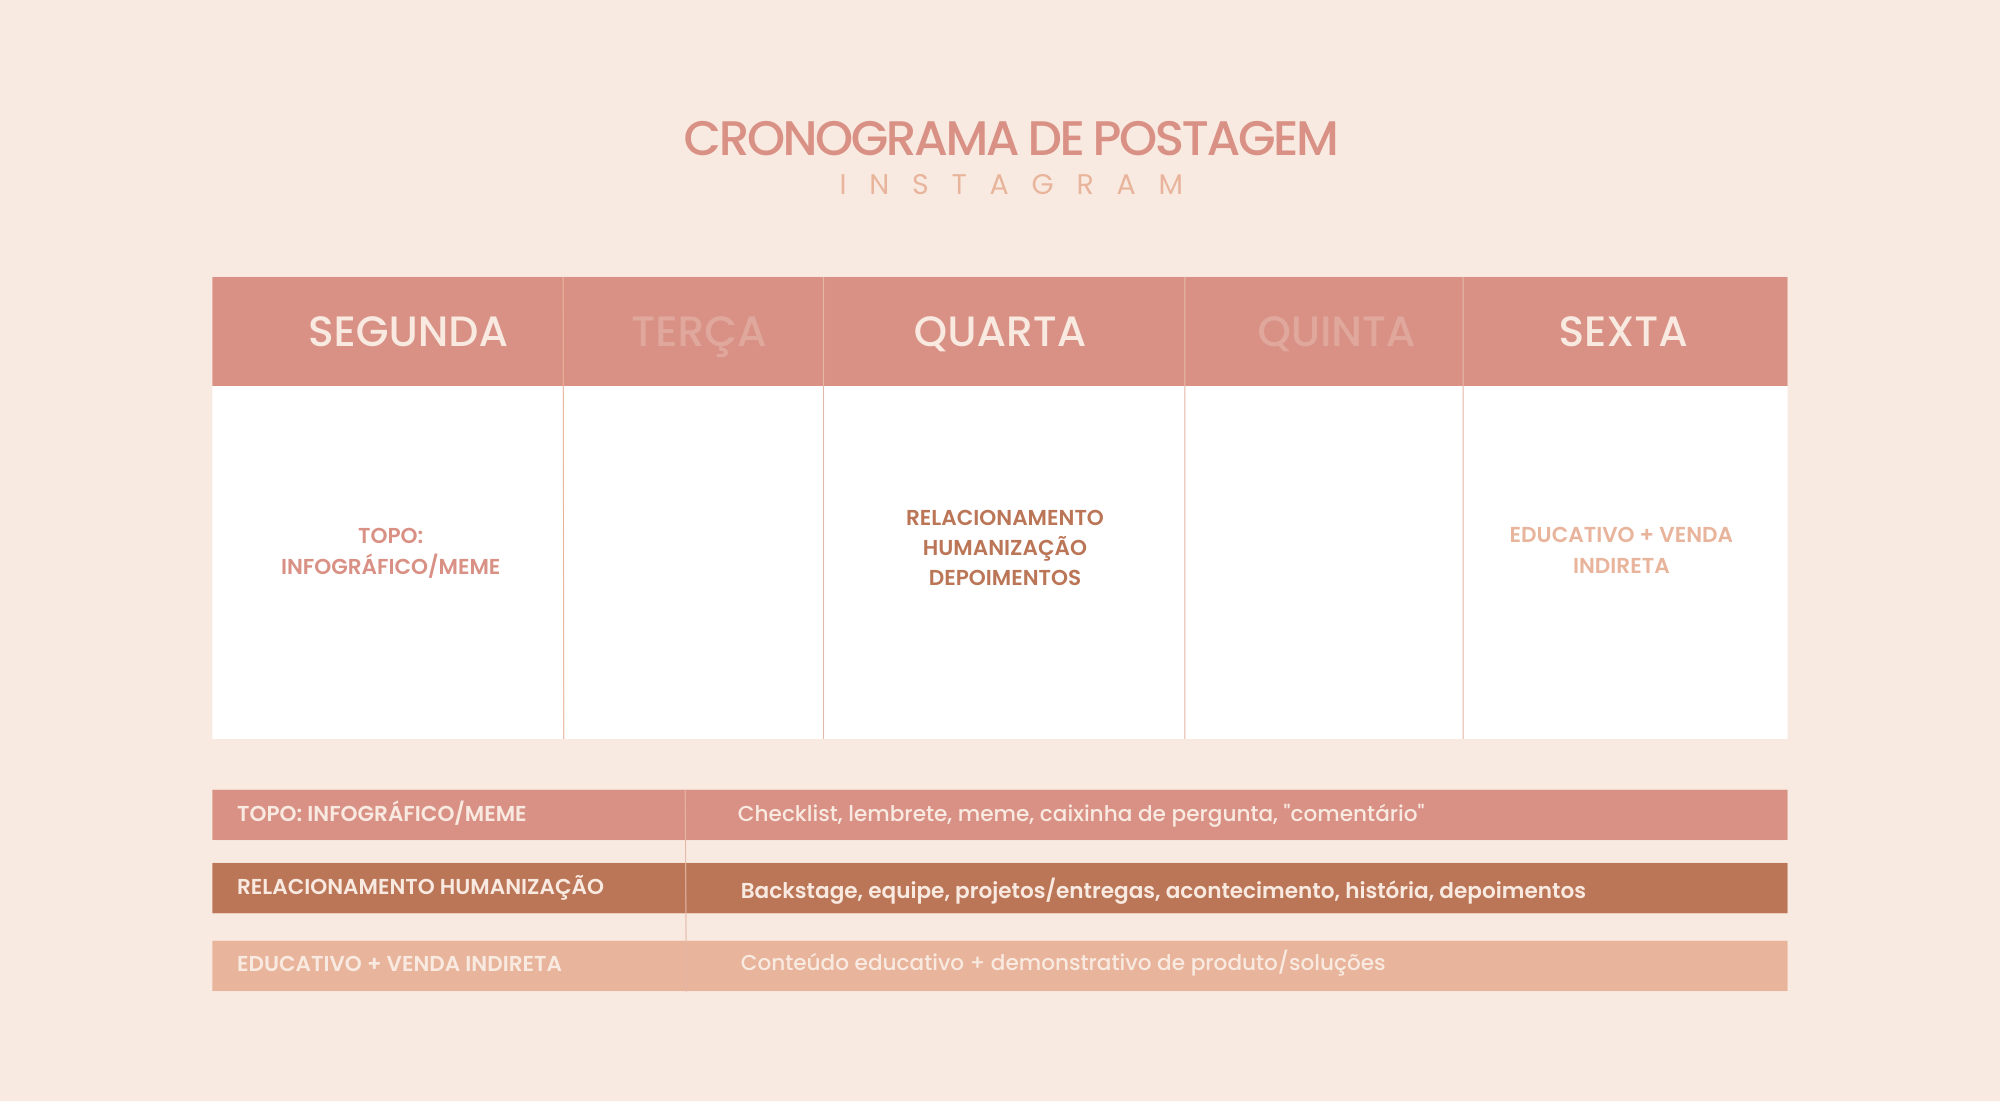 CRONOGRAMA DE POSTAGEM
INSTAGRAM
SEGUNDA
TERÇA
QUARTA
QUINTA
SEXTA
TOPO:
INFOGRÁFICO/MEME
RELACIONAMENTO
HUMANIZAÇÃO
DEPOIMENTOS
EDUCATIVO + VENDA
INDIRETA
TOPO: INFOGRÁFICO/MEME
Checklist, lembrete, meme, caixinha de pergunta, "comentário"
RELACIONAMENTO HUMANIZAÇÃO
Backstage, equipe, projetos/entregas, acontecimento, história, depoimentos
EDUCATIVO + VENDA INDIRETA
Conteúdo educativo + demonstrativo de produto/soluções